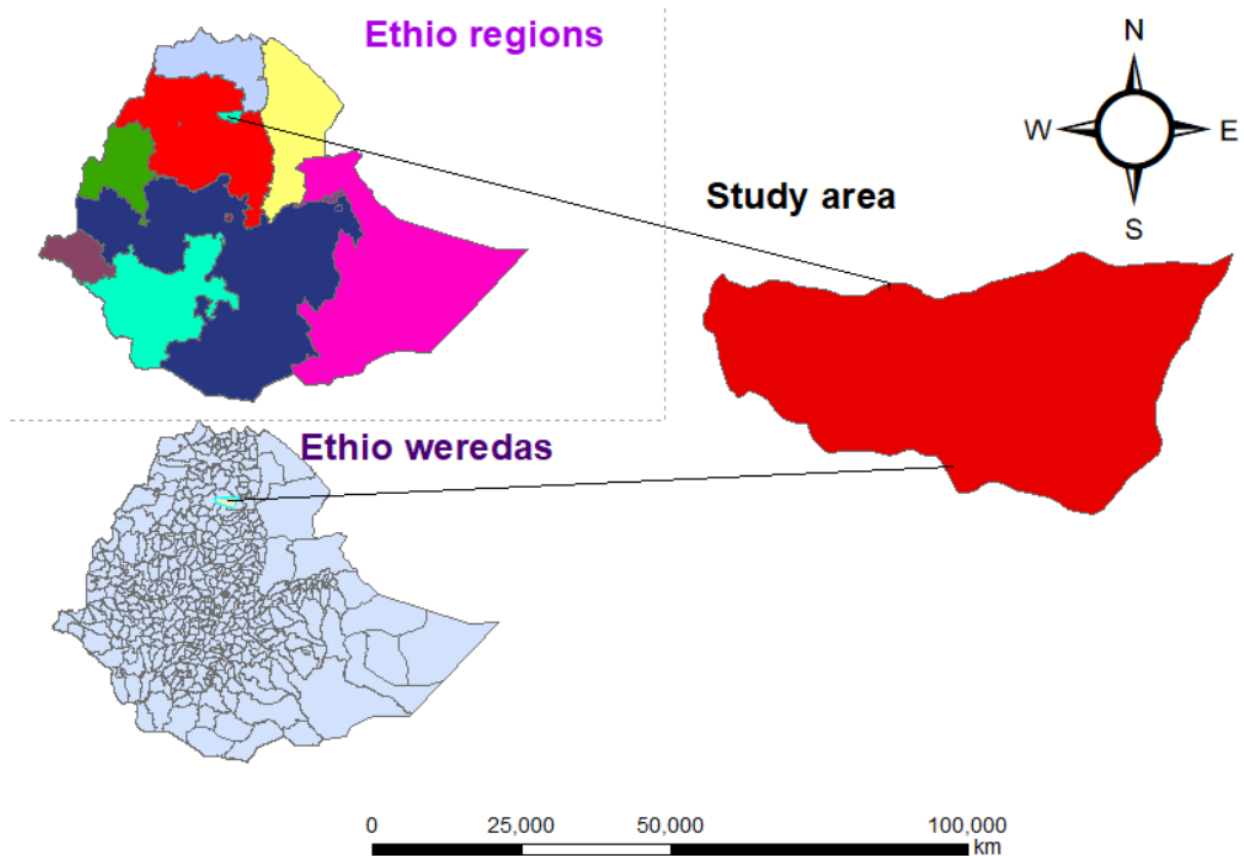 Ethio regions
N
W
E
S
Study area
Ethio weredas
0
25,000
50,000
100,000
km